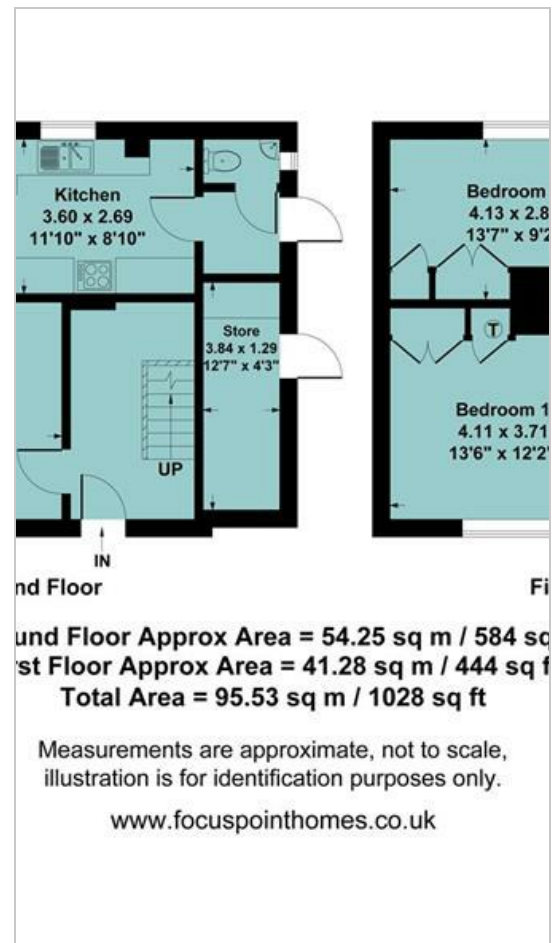 Kitchen
3.60 x 2.69
11'10" x 8'10"
Bedroom
4.13 x 2.8
13'7" x 9'2
Store
3.84 x 1.29
12'7" x 4'3"
T
Bedroom 1
4.11 x 3.71
13'6" x 12'2"
UP
IN
nd Floor
Fi
und Floor Approx Area = 54.25 sq m / 584 sq
rst Floor Approx Area = 41.28 sq m / 444 sq f
Total Area = 95.53 sq m / 1028 sq ft
Measurements are approximate, not to scale,
illustration is for identification purposes only.
www.focuspointhomes.co.uk